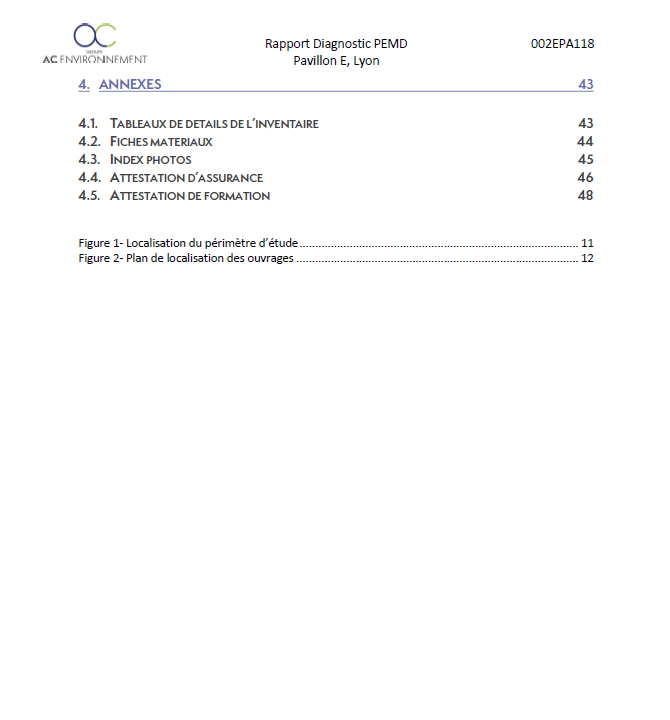 GROUPE
AC ENVIRONNEMENT
Rapport Diagnostic PEMD
Pavillon E, Lyon
002EPA118
4. ANNEXES 43
4.1. TABLEAUX DE DETAILS DE L'INVENTAIRE 43
4.2. FICHES MATERIAUX 44
4.3. INDEX PHOTOS 45
4.4. ATTESTATION D'ASSURANCE 46
4.5. ATTESTATION DE FORMATION 48
Figure 1- Localisation du périmètre d'étude 11
Figure 2- Plan de localisation des ouvrages 12